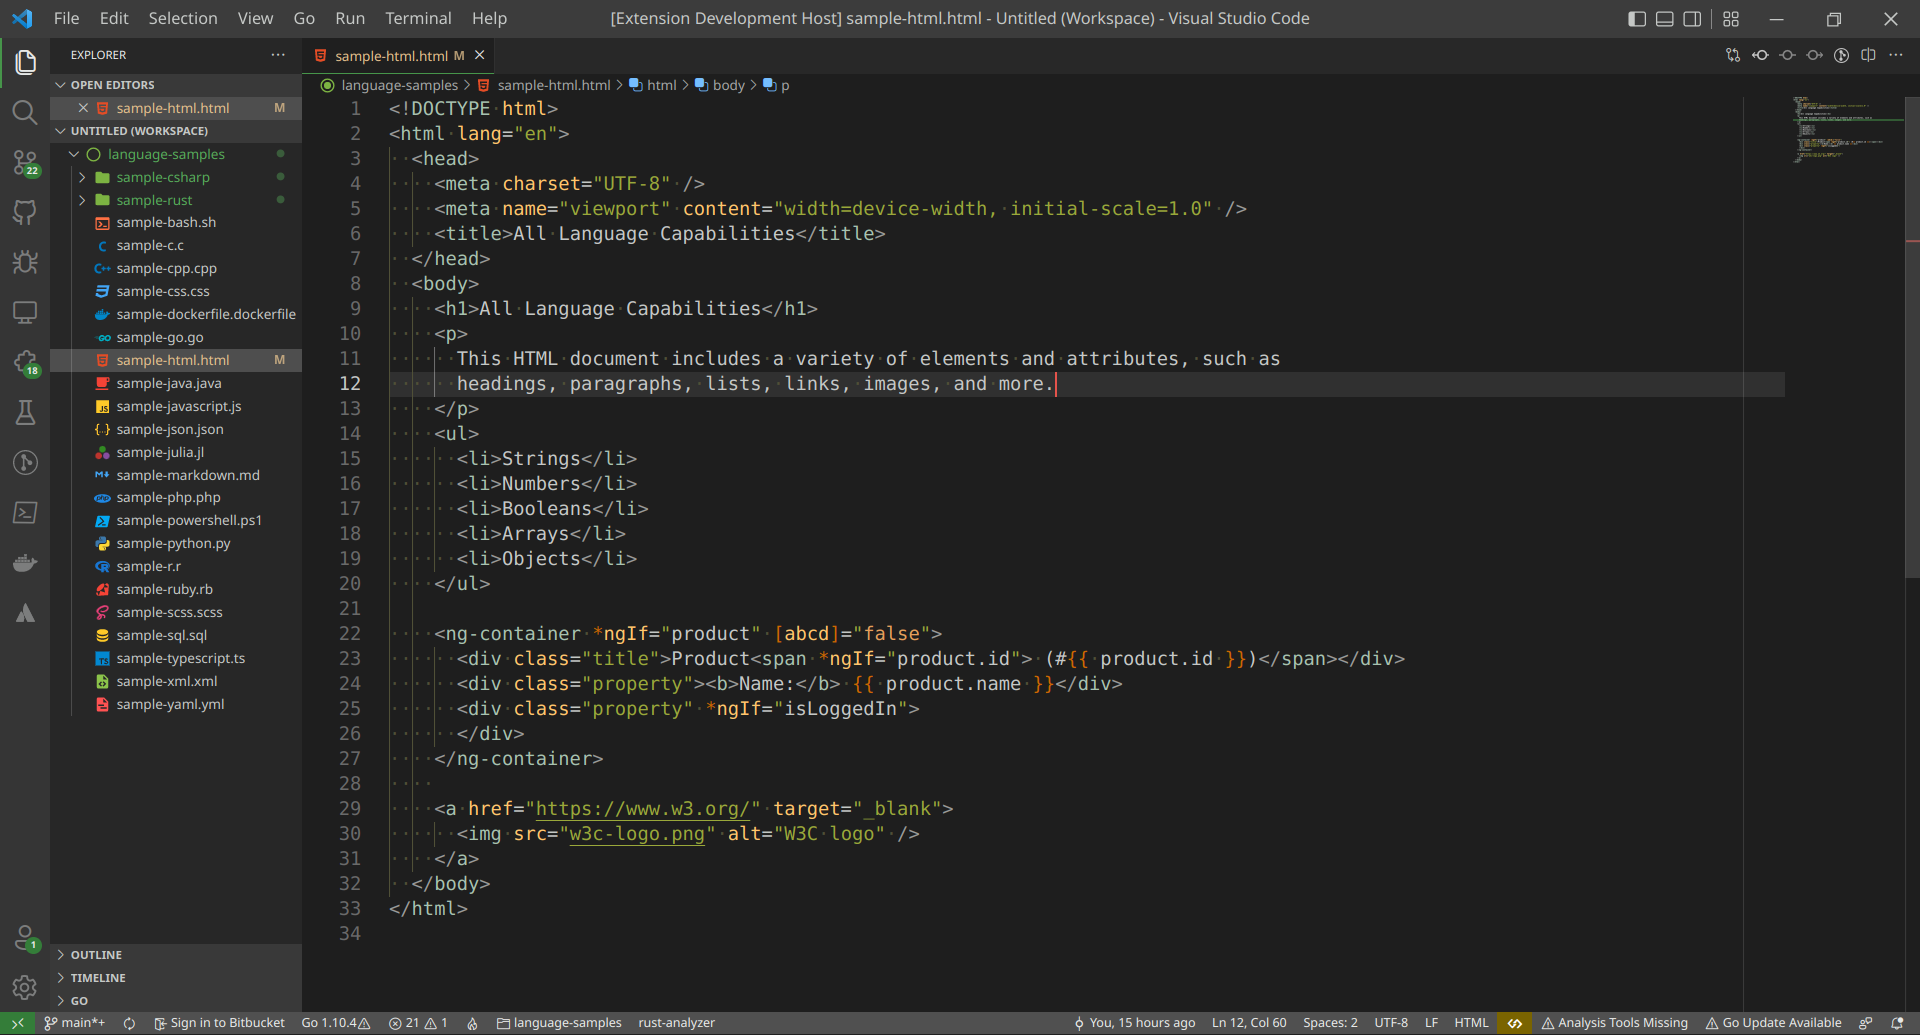 File Edit Selection View Go Run Terminal Help [Extension Development Host] sample-html.html - Untitled (Workspace) - Visual Studio Code
EXPLORER
OPEN EDITORS
sample-html.html M
UNTITLED (WORKSPACE)
language-samples
sample-csharp
sample-rust
sample-bash.sh
sample-c.c
sample-cpp.cpp
sample-css.css
sample-dockerfile.dockerfile
sample-go.go
sample-html.html M
sample-java.java
sample-javascript.js
sample-json.json
sample-julia.jl
sample-markdown.md
sample-php.php
sample-powershell.ps1
sample-python.py
sample-r.r
sample-ruby.rb
sample-scss.scss
sample-sql.sql
sample-typescript.ts
sample-xml.xml
sample-yaml.yml
OUTLINE
TIMELINE
GO
22
18
1
sample-html.html M
language-samples > sample-html.html > html > body > p
1 <!DOCTYPE html>
2 <html lang="en">
3 <head>
4 <meta charset="UTF-8" />
5 <meta name="viewport" content="width=device-width, initial-scale=1.0" />
6 <title>All Language Capabilities</title>
7 </head>
8 <body>
9 <h1>All Language Capabilities</h1>
10 <p>
11 This HTML document includes a variety of elements and attributes, such as
12 headings, paragraphs, lists, links, images, and more.
13 </p>
14 <ul>
15 <li>Strings</li>
16 <li>Numbers</li>
17 <li>Booleans</li>
18 <li>Arrays</li>
19 <li>Objects</li>
20 </ul>
21
22 <ng-container *ngIf="product" [abcd]="false">
23 <div class="title">Product<span *ngIf="product.id"> (#{{ product.id }})</span></div>
24 <div class="property"><b>Name:</b> {{ product.name }}</div>
25 <div class="property" *ngIf="isLoggedIn">
26 </div>
27 </ng-container>
28
29 <a href="https://www.w3.org/" target="_blank">
30 <img src="w3c-logo.png" alt="W3C logo" />
31 </a>
32 </body>
33 </html>
34
main*+ Sign in to Bitbucket Go 1.10.4 21 1 language-samples rust-analyzer You, 15 hours ago Ln 12, Col 60 Spaces: 2 UTF-8 LF HTML Analysis Tools Missing Go Update Available